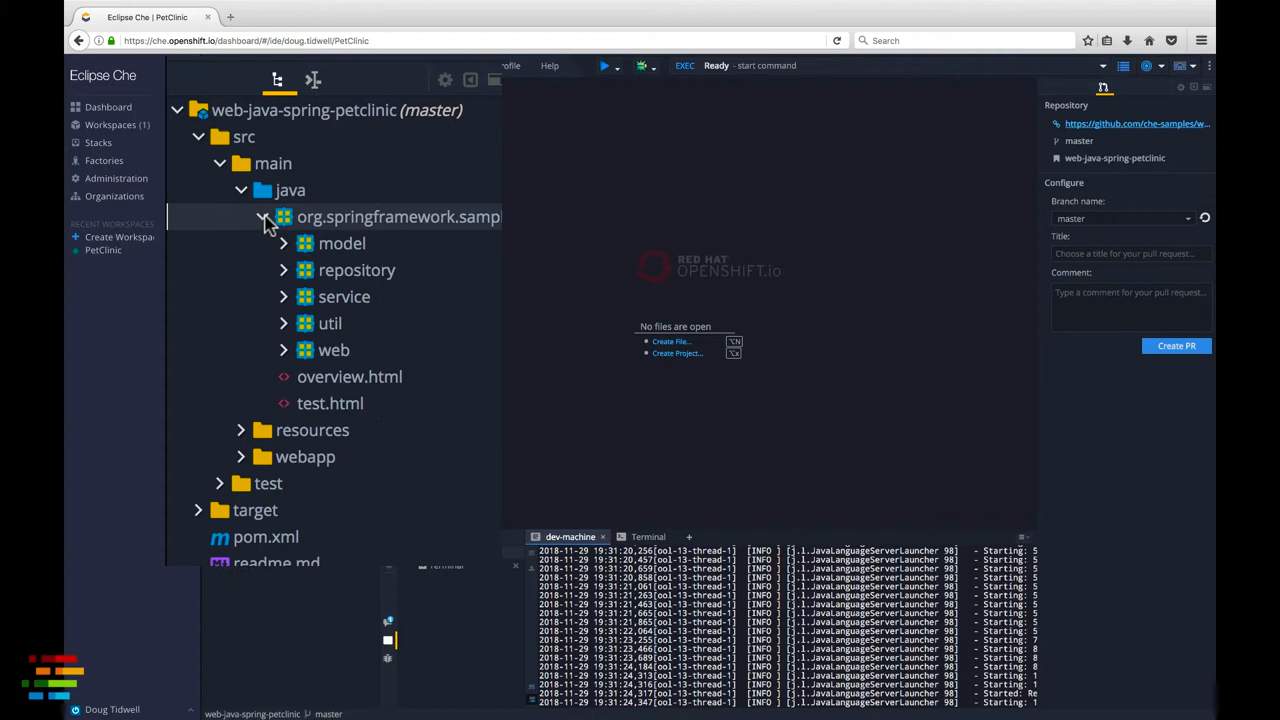 Eclipse Che | PetClinic
https://che.openshift.io/dashboard/#/ide/doug.tidwell/PetClinic
Search
Eclipse Che
Dashboard
Workspaces (1)
Stacks
Factories
Administration
Organizations
RECENT WORKSPACES
+ Create Workspa
PetClinic
Doug Tidwell
web-java-spring-petclinic (master)
src
main
java
org.springframework.sampl
model
repository
service
util
web
overview.html
test.html
resources
webapp
test
target
pom.xml
readme.md
ofile Help EXEC Ready - start command
RED HAT
OPENSHIFT.io
No files are open
Create File... ⌥N
Create Project... ⌥X
Repository
https://github.com/che-samples/w...
master
web-java-spring-petclinic
Configure
Branch name:
master
Title:
Choose a title for your pull request...
Comment:
Type a comment for your pull request...
Create PR
dev-machine × Terminal +
2018-11-29 19:31:20,256[ool-13-thread-1] [INFO ] [j.l.JavaLanguageServerLauncher 98] - Starting: 5
2018-11-29 19:31:20,457[ool-13-thread-1] [INFO ] [j.l.JavaLanguageServerLauncher 98] - Starting: 5
2018-11-29 19:31:20,659[ool-13-thread-1] [INFO ] [j.l.JavaLanguageServerLauncher 98] - Starting: 5
2018-11-29 19:31:20,858[ool-13-thread-1] [INFO ] [j.l.JavaLanguageServerLauncher 98] - Starting: 5
2018-11-29 19:31:21,061[ool-13-thread-1] [INFO ] [j.l.JavaLanguageServerLauncher 98] - Starting: 5
2018-11-29 19:31:21,263[ool-13-thread-1] [INFO ] [j.l.JavaLanguageServerLauncher 98] - Starting: 5
2018-11-29 19:31:21,463[ool-13-thread-1] [INFO ] [j.l.JavaLanguageServerLauncher 98] - Starting: 5
2018-11-29 19:31:21,665[ool-13-thread-1] [INFO ] [j.l.JavaLanguageServerLauncher 98] - Starting: 5
2018-11-29 19:31:21,865[ool-13-thread-1] [INFO ] [j.l.JavaLanguageServerLauncher 98] - Starting: 5
2018-11-29 19:31:22,064[ool-13-thread-1] [INFO ] [j.l.JavaLanguageServerLauncher 98] - Starting: 5
2018-11-29 19:31:23,255[ool-13-thread-1] [INFO ] [j.l.JavaLanguageServerLauncher 98] - Starting: 7
2018-11-29 19:31:23,466[ool-13-thread-1] [INFO ] [j.l.JavaLanguageServerLauncher 98] - Starting: 8
2018-11-29 19:31:23,689[ool-13-thread-1] [INFO ] [j.l.JavaLanguageServerLauncher 98] - Starting: 8
2018-11-29 19:31:24,184[ool-13-thread-1] [INFO ] [j.l.JavaLanguageServerLauncher 98] - Starting: 8
2018-11-29 19:31:24,313[ool-13-thread-1] [INFO ] [j.l.JavaLanguageServerLauncher 98] - Starting: 1
2018-11-29 19:31:24,316[ool-13-thread-1] [INFO ] [j.l.JavaLanguageServerLauncher 98] - Started: Re
2018-11-29 19:31:24,347[ool-13-thread-1] [INFO ] [j.l.JavaLanguageServerLauncher 98] - Starting: 1
Terminal
web-java-spring-petclinic master